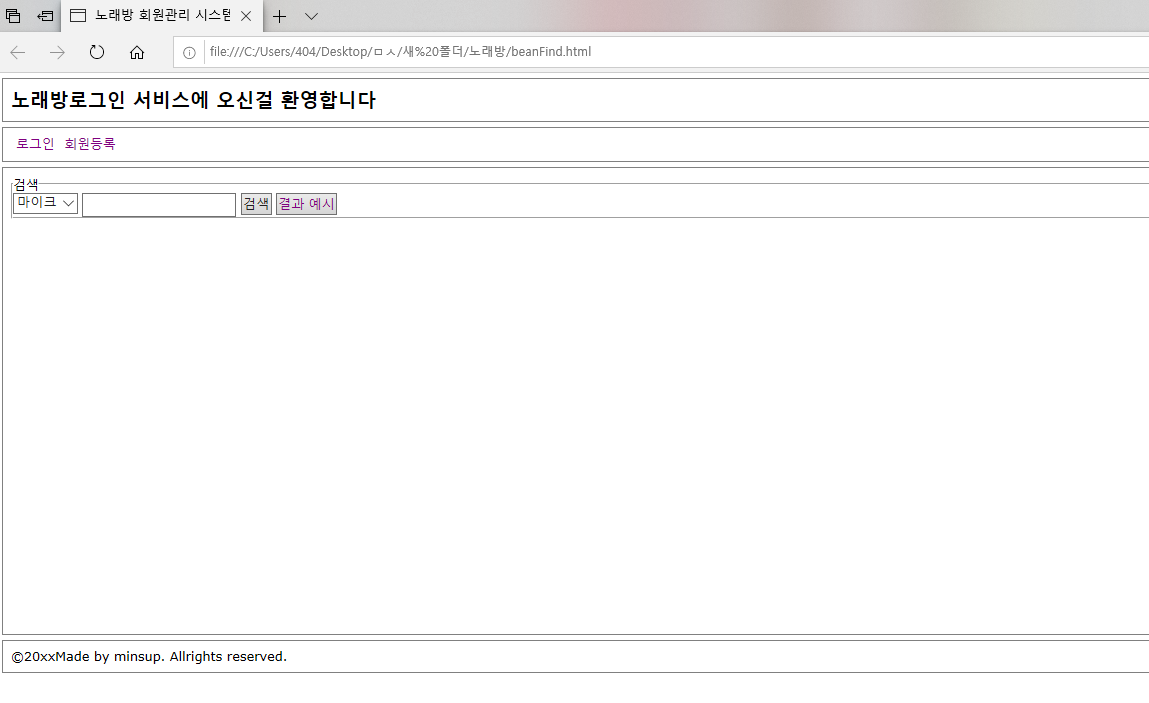 노래방 회원관리 시스템
file:///C:/Users/404/Desktop/ㅁㅅ/새%20폴더/노래방/beanFind.html
노래방로그인 서비스에 오신걸 환영합니다
로그인 회원등록
검색
마이크 검색 결과 예시
©20xxMade by minsup. Allrights reserved.